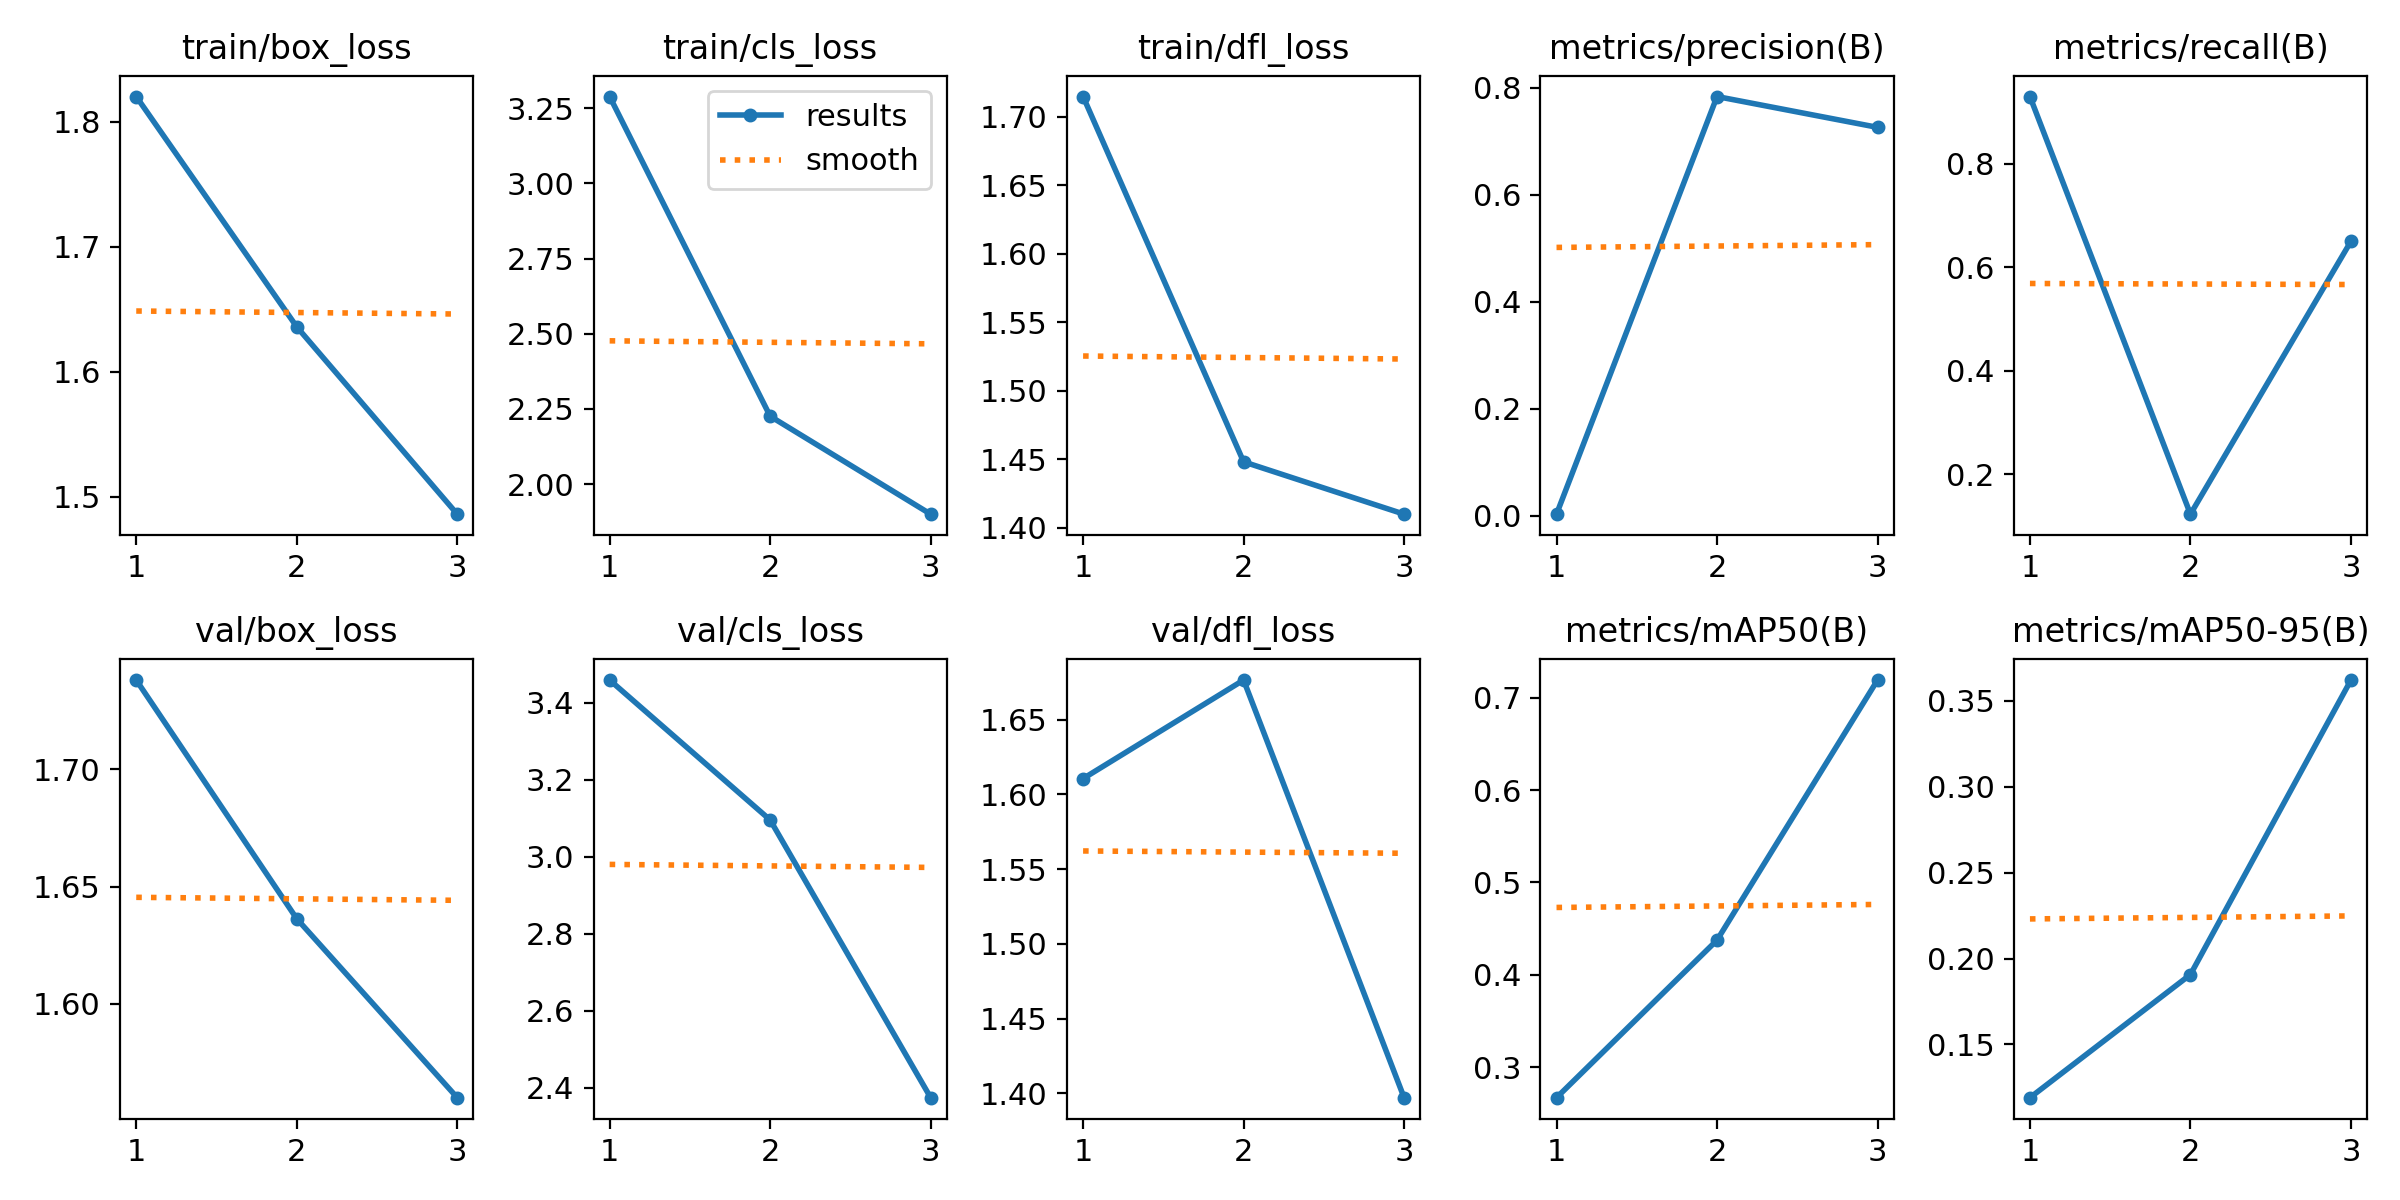 train/box_loss
1.8
1.7
1.6
1.5
1 2 3
train/cls_loss
results
smooth
3.25
3.00
2.75
2.50
2.25
2.00
1 2 3
train/dfl_loss
1.70
1.65
1.60
1.55
1.50
1.45
1.40
1 2 3
metrics/precision(B)
0.8
0.6
0.4
0.2
0.0
1 2 3
metrics/recall(B)
0.8
0.6
0.4
0.2
1 2 3
val/box_loss
1.70
1.65
1.60
1 2 3
val/cls_loss
3.4
3.2
3.0
2.8
2.6
2.4
1 2 3
val/dfl_loss
1.65
1.60
1.55
1.50
1.45
1.40
1 2 3
metrics/mAP50(B)
0.7
0.6
0.5
0.4
0.3
1 2 3
metrics/mAP50-95(B)
0.35
0.30
0.25
0.20
0.15
1 2 3